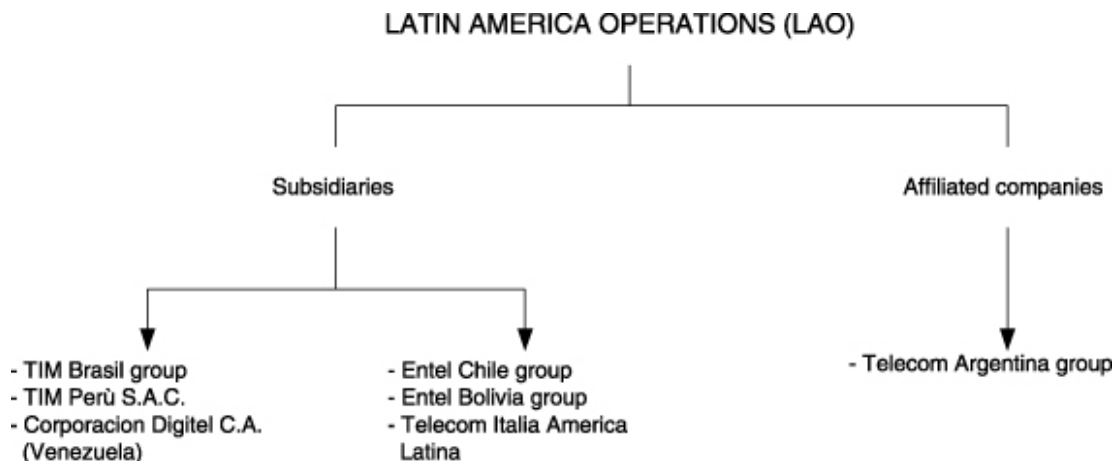 LATIN AMERICA OPERATIONS (LAO)
Subsidiaries
Affiliated companies
- TIM Brasil group
- TIM Perù S.A.C.
- Corporacion Digitel C.A.
(Venezuela)
- Entel Chile group
- Entel Bolivia group
- Telecom Italia America
Latina
- Telecom Argentina group